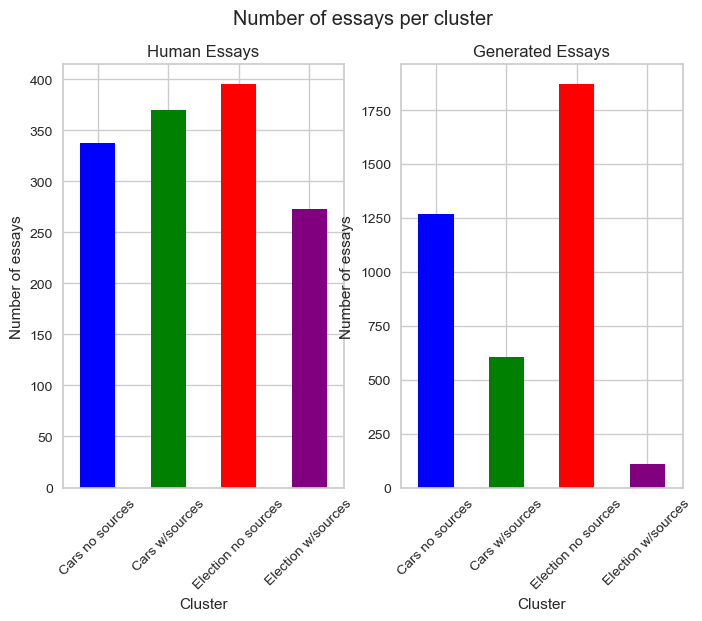 Number of essays per cluster
Human Essays
Number of essays
400
350
300
250
200
150
100
50
0
Cars no sources
Cars w/sources
Election no sources
Election w/sources
Cluster
Generated Essays
Number of essays
1750
1500
1250
1000
750
500
250
0
Cars no sources
Cars w/sources
Election no sources
Election w/sources
Cluster